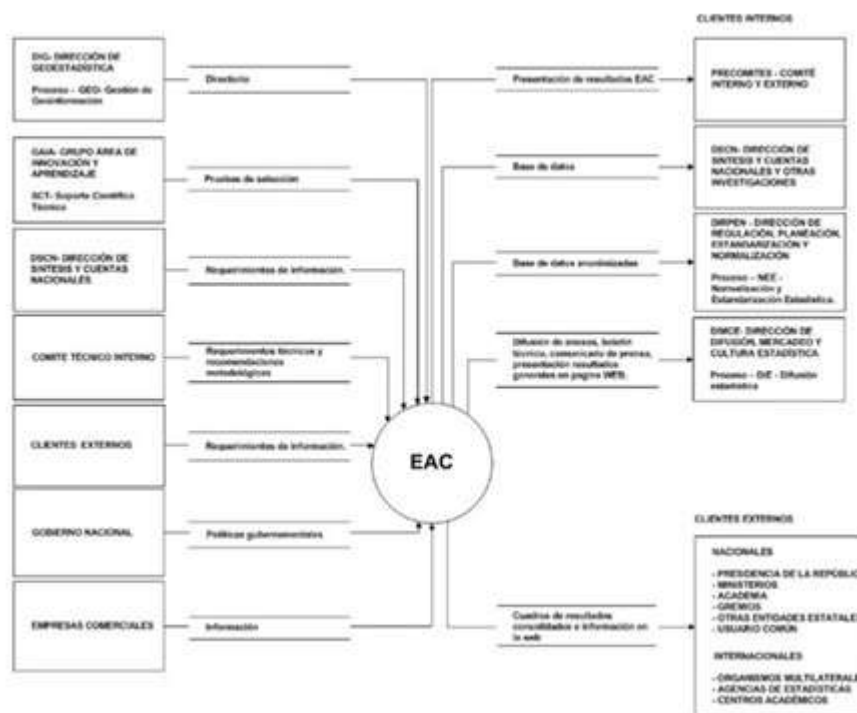 DIG- DIRECCIÓN DE
GEOESTADÍSTICA
Proceso - GEO- Gestión de
Geoinformación
Directorio
GAIA- GRUPO ÁREA DE
INNOVACIÓN Y
APRENDIZAJE
SCT- Soporte Científico
Técnico
Pruebas de selección
DSCN- DIRECCIÓN DE
SÍNTESIS Y CUENTAS
NACIONALES
Requerimientos de información.
COMITÉ TÉCNICO INTERNO
Requerimientos técnicos y
recomendaciones
metodológicas
CLIENTES EXTERNOS
Requerimientos de información.
GOBIERNO NACIONAL
Políticas gubernamentales
EMPRESAS COMERCIALES
Información
EAC
CLIENTES INTERNOS
Presentación de resultados EAC
PRECOMITES - COMITÉ
INTERNO Y EXTERNO
Base de datos
DSCN- DIRECCIÓN DE
SÍNTESIS Y CUENTAS
NACIONALES Y OTRAS
INVESTIGACIONES
Base de datos anonimizadas
DIRPEN - DIRECCIÓN DE
REGULACIÓN, PLANEACIÓN,
ESTANDARIZACIÓN Y
NORMALIZACIÓN
Proceso - NEE -
Normalización y
Estandarización Estadística.
Difusión de anexos, boletín
técnico, comunicado de prensa,
presentación resultados
generales en pagina WEB.
DIMCE- DIRECCIÓN DE
DIFUSIÓN, MERCADEO Y
CULTURA ESTADÍSTICA
Proceso - DIE - Difusión
estadística
Cuadros de resultados
consolidados e información en
la web
CLIENTES EXTERNOS
NACIONALES
- PRESIDENCIA DE LA REPÚBLIC
- MINISTERIOS
- ACADEMIA
- GREMIOS
- OTRAS ENTIDADES ESTATALES
- USUARIO COMÚN
INTERNACIONALES
- ORGANISMOS MULTILATERALE
- AGENCIAS DE ESTADÍSTICAS
- CENTROS ACADÉMICOS